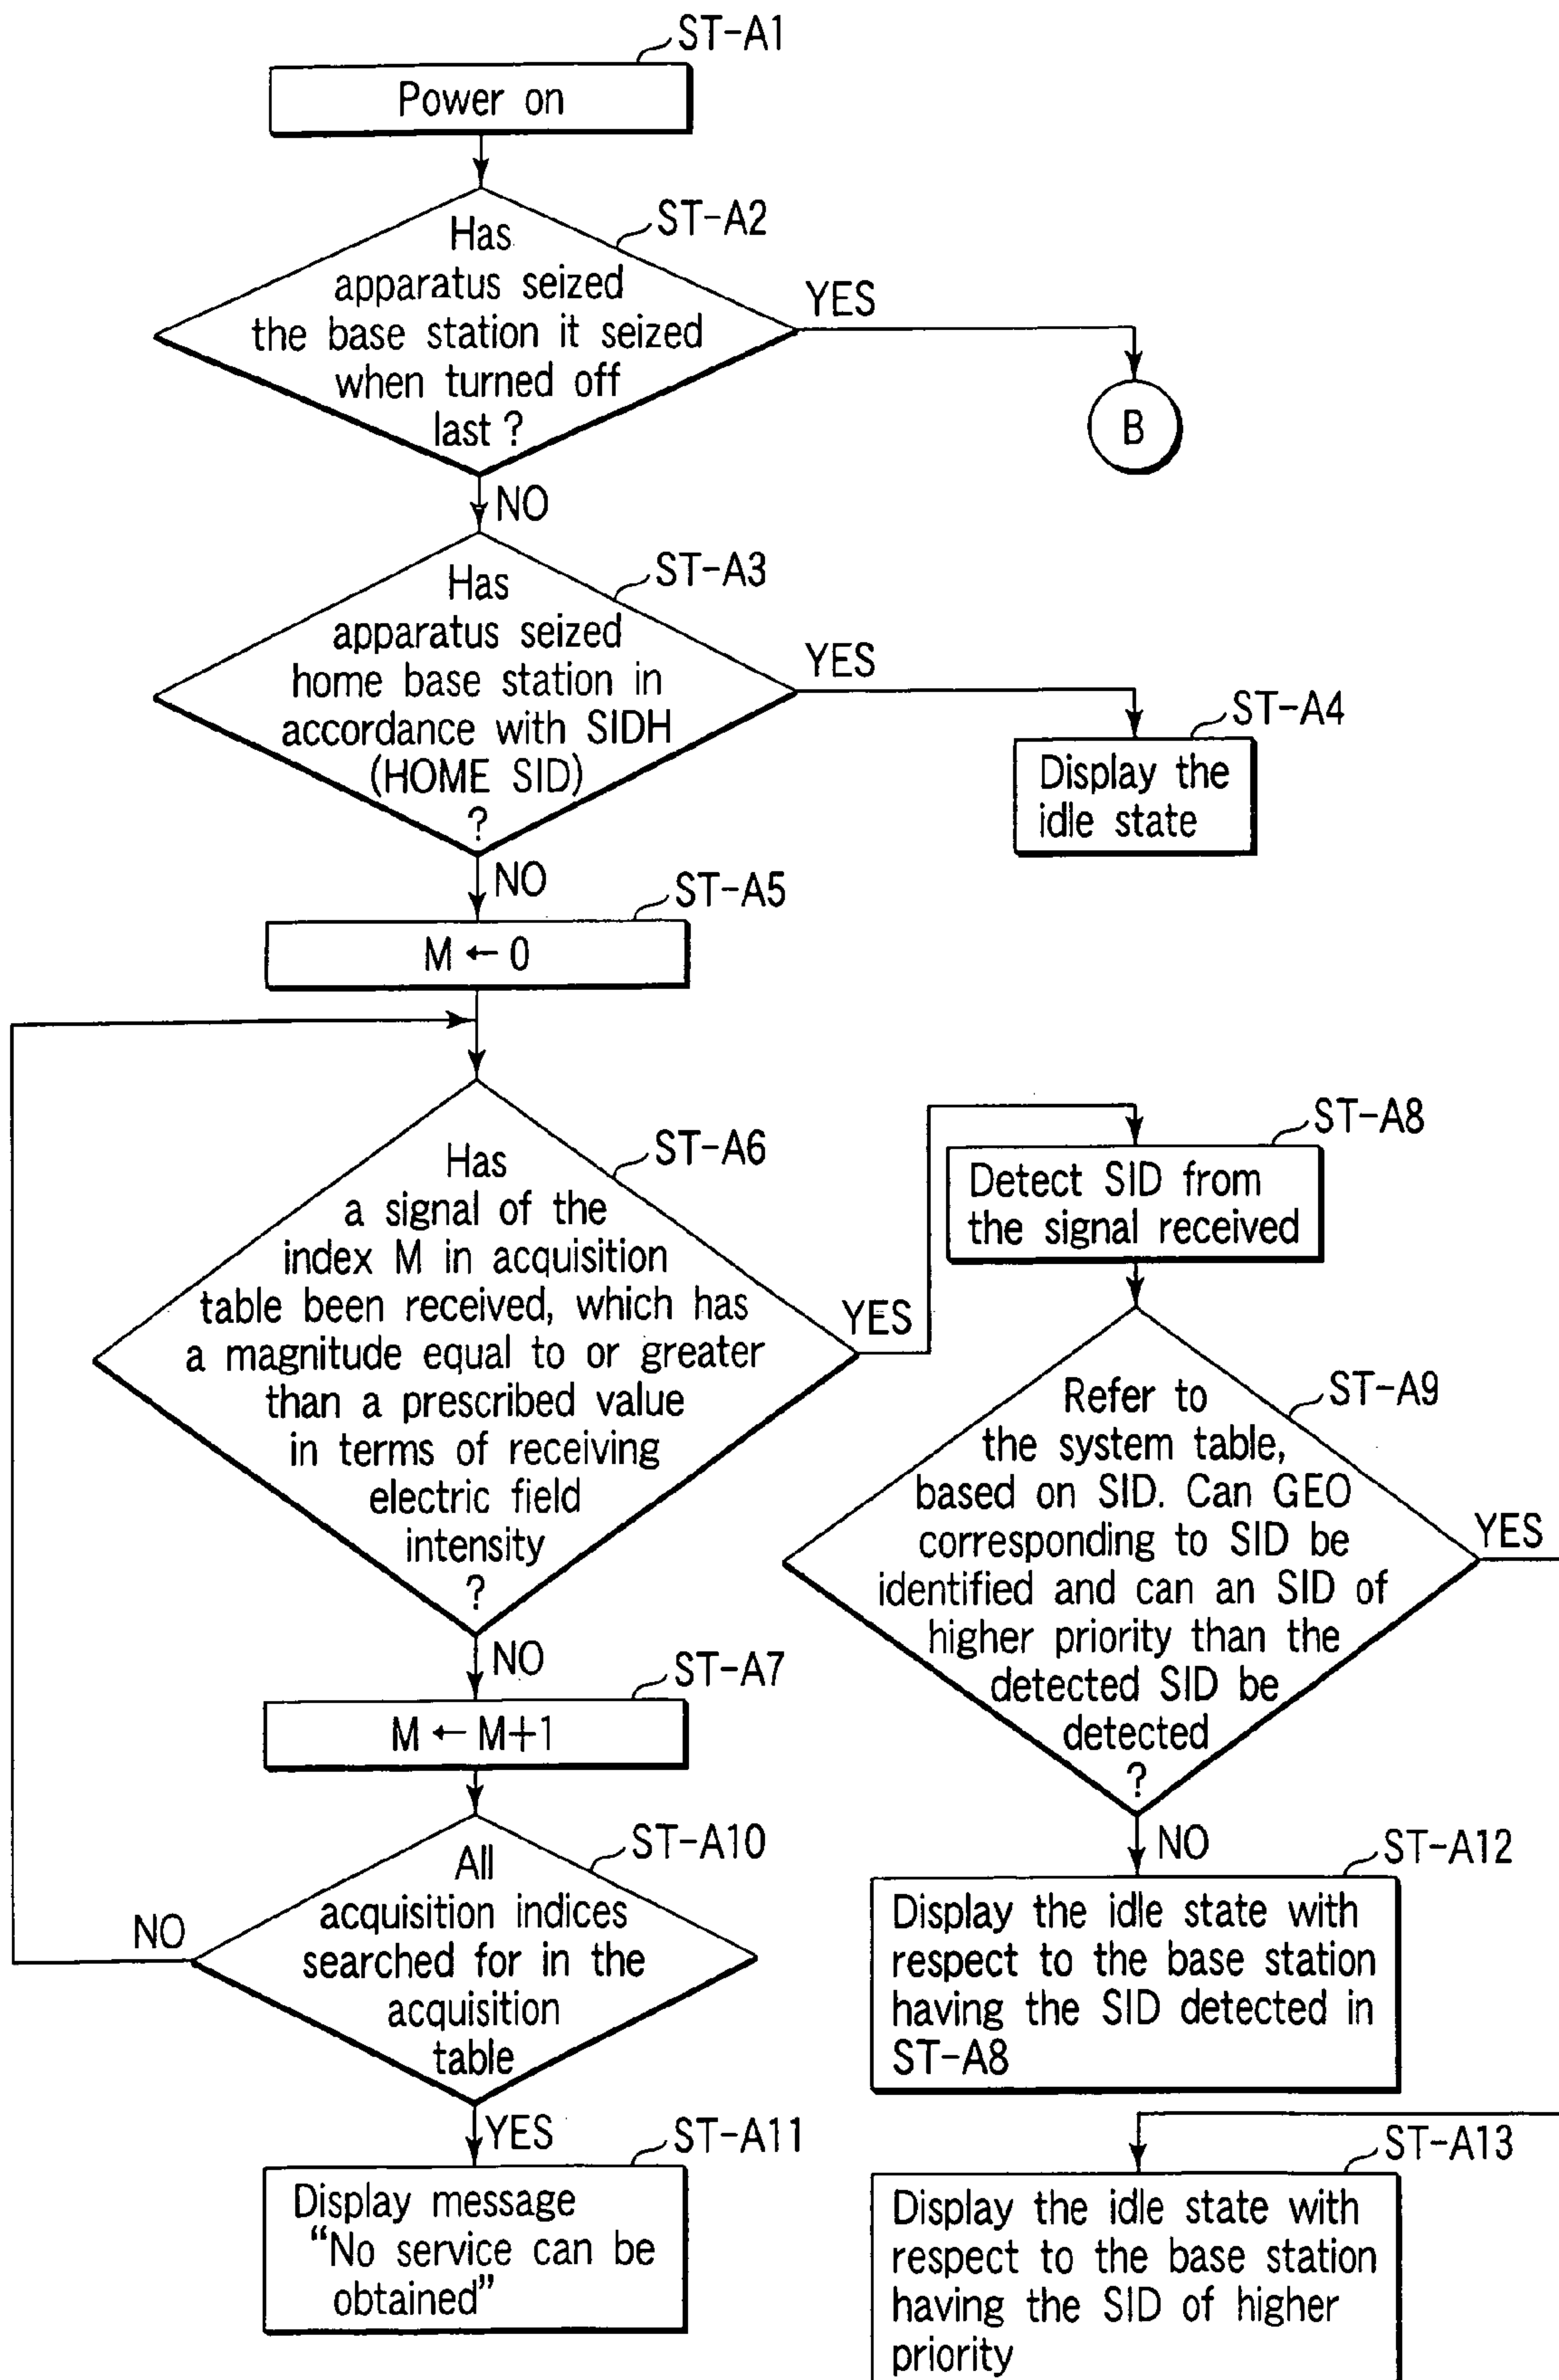 ST-A1
Power on
ST-A2
Has
apparatus seized
the base station it seized
when turned off
last ?
YES
B
NO
ST-A3
Has
apparatus seized
home base station in
accordance with SIDH
(HOME SID)
?
YES
ST-A4
Display the
idle state
NO
ST-A5
M ← 0
ST-A6
Has
a signal of the
index M in acquisition
table been received, which has
a magnitude equal to or greater
than a prescribed value
in terms of receiving
electric field
intensity
?
YES
ST-A8
Detect SID from
the signal received
ST-A9
Refer to
the system table,
based on SID. Can GEO
corresponding to SID be
identified and can an SID of
higher priority than the
detected SID be
detected
?
YES
NO
ST-A7
M ← M+1
ST-A10
All
acquisition indices
searched for in the
acquisition
table
NO
NO
ST-A12
Display the idle state with
respect to the base station
having the SID detected in
ST-A8
YES
ST-A11
Display message
“No service can be
obtained”
ST-A13
Display the idle state with
respect to the base station
having the SID of higher
priority